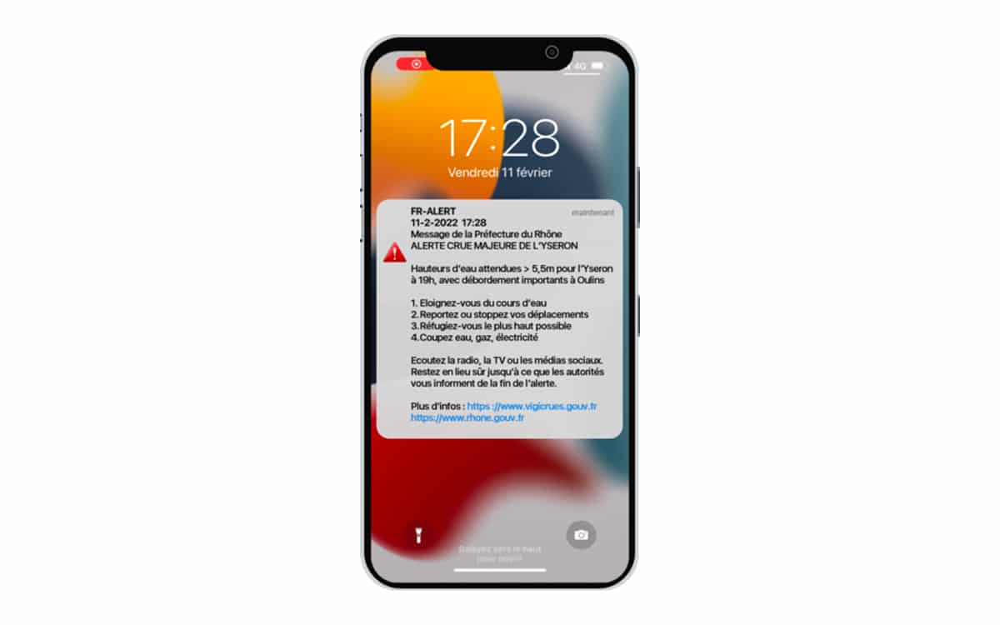 4G
17:28
Vendredi 11 février
FR-ALERT
maintenant
11-2-2022 17:28
Message de la Préfecture du Rhône
ALERTE CRUE MAJEURE DE L'YSERON
Hauteurs d'eau attendues > 5,5m pour l'Yseron
à 19h, avec débordement importants à Oulins
1. Eloignez-vous du cours d'eau
2. Reportez ou stoppez vos déplacements
3. Réfugiez-vous le plus haut possible
4. Coupez eau, gaz, électricité
Ecoutez la radio, la TV ou les médias sociaux.
Restez en lieu sûr jusqu'à ce que les autorités
vous informent de la fin de l'alerte.
Plus d'infos : https ://www.vigicrues.gouv.fr
https://www.rhone.gouv.fr
Balayez vers le haut
pour ouvrir